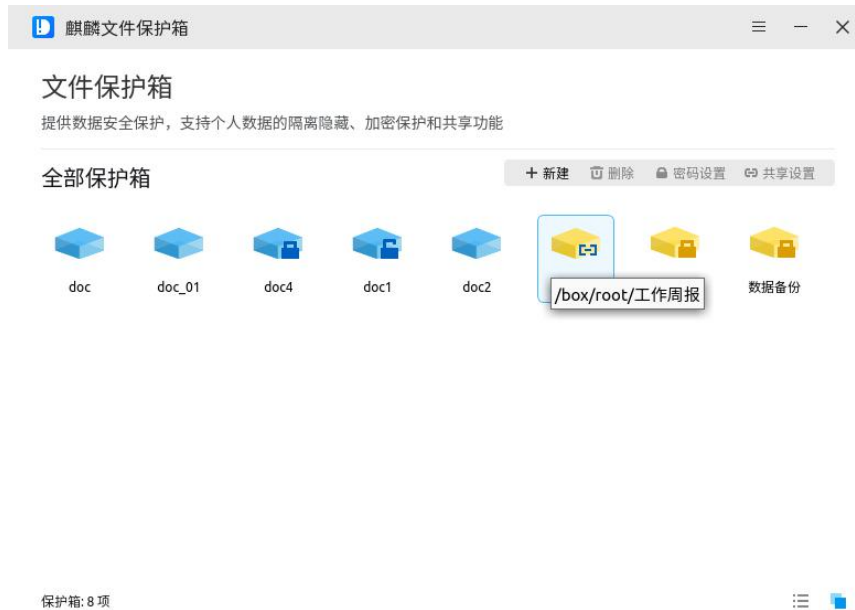 麒麟文件保护箱
文件保护箱
提供数据安全保护，支持个人数据的隔离隐藏、加密保护和共享功能
全部保护箱
新建 删除 密码设置 共享设置
doc doc_01 doc4 doc1 doc2 数据备份
/box/root/工作周报
保护箱: 8 项